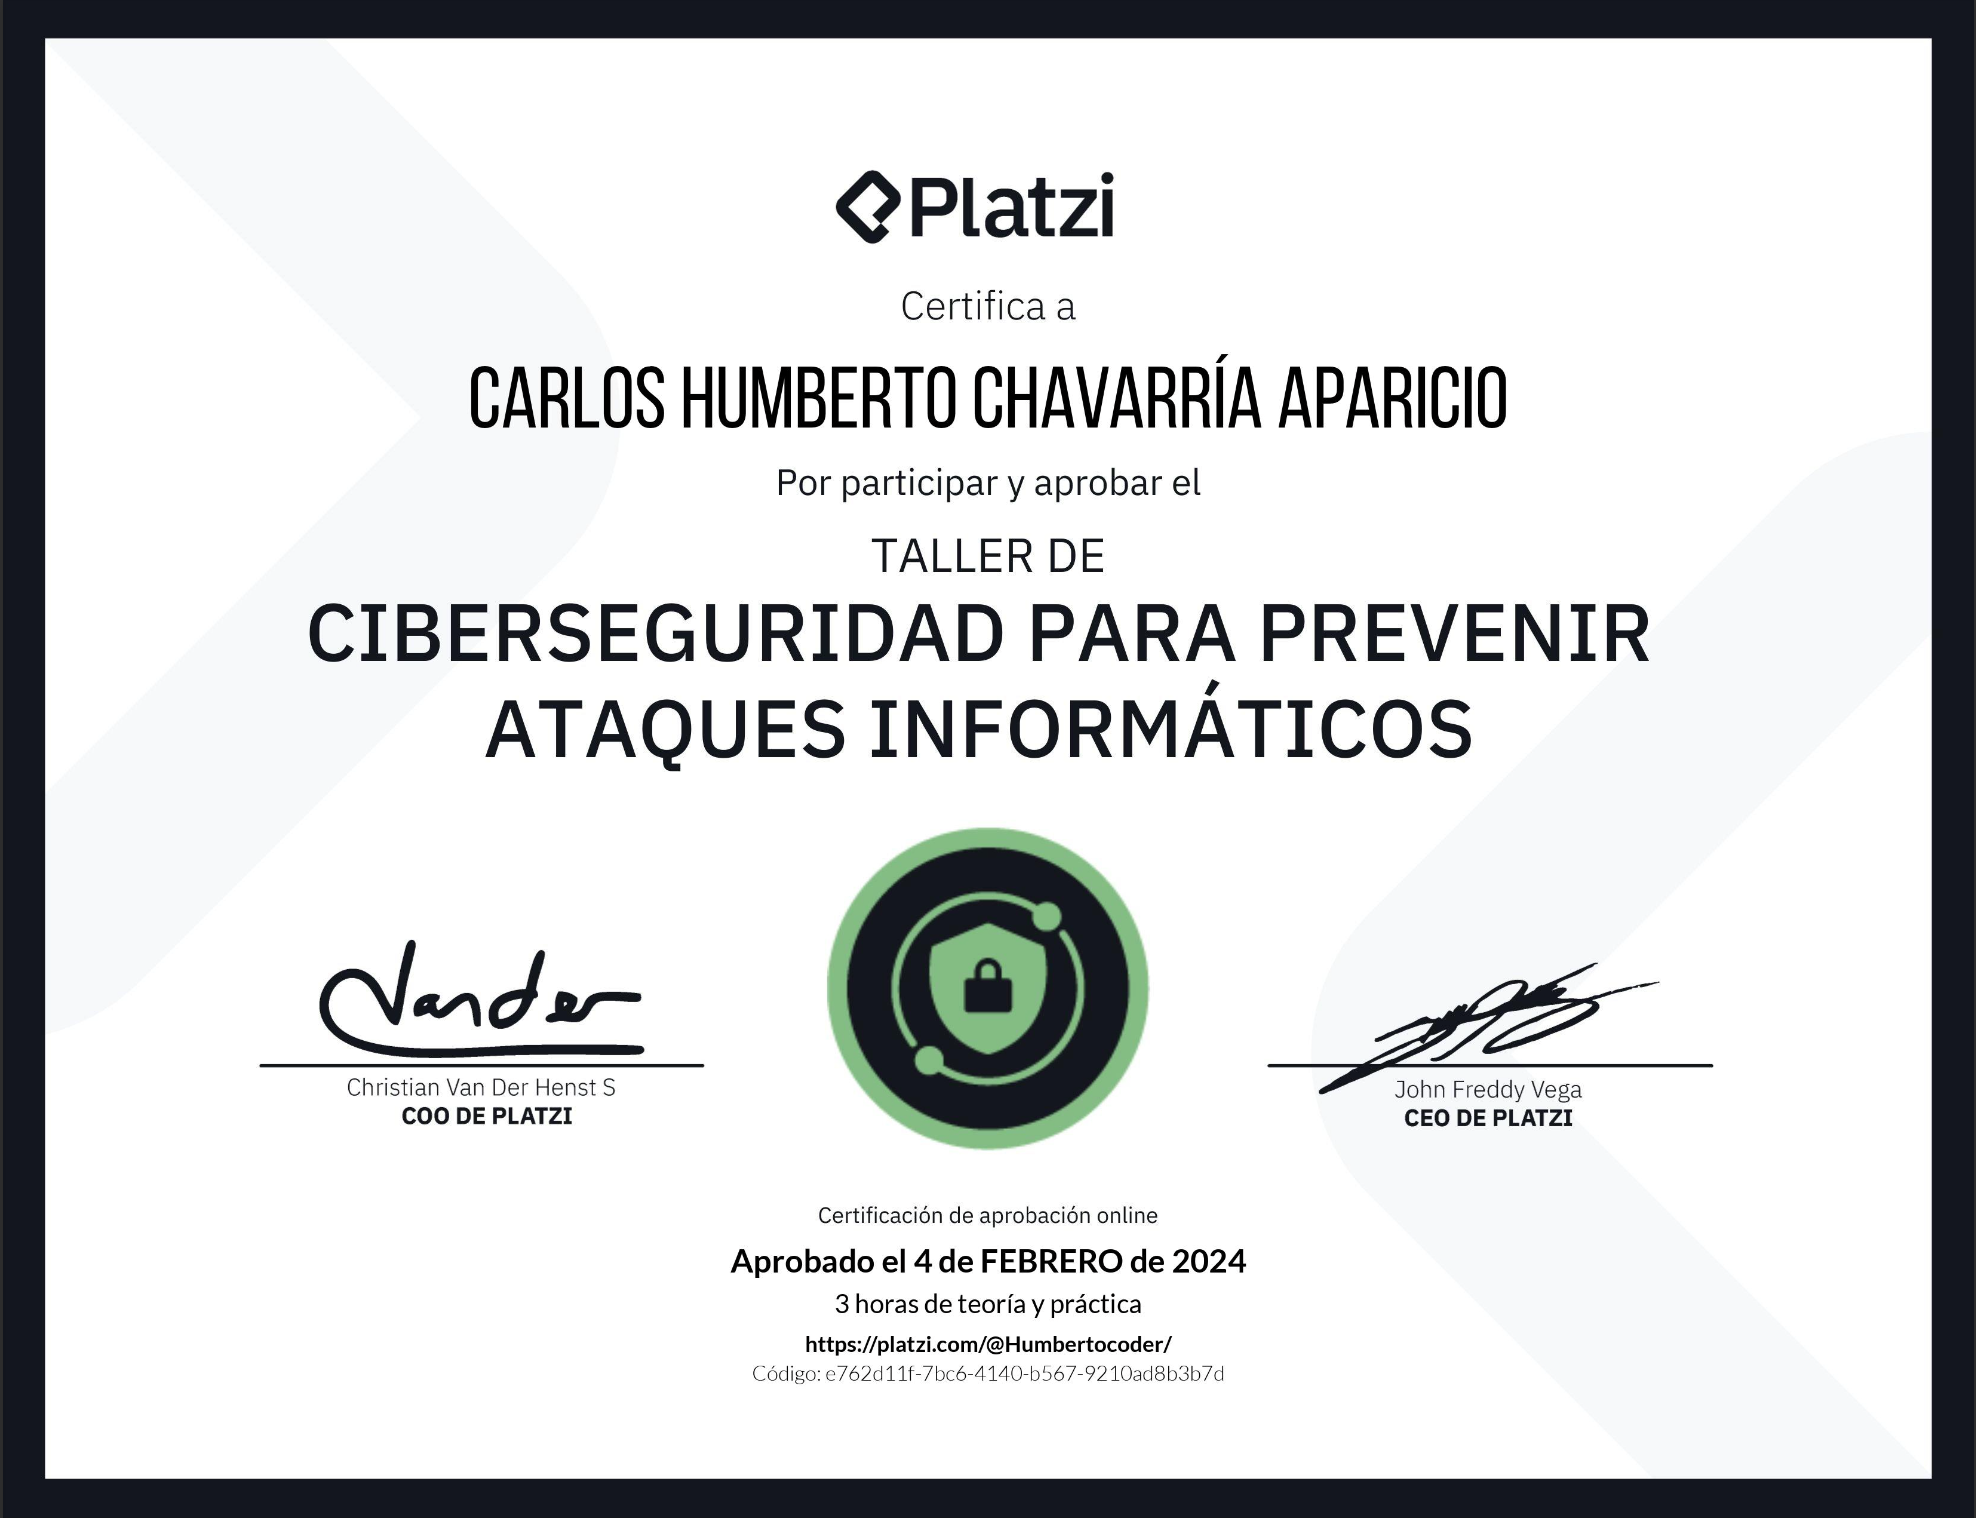 Platzi
Certifica a
CARLOS HUMBERTO CHAVARRÍA APARICIO
Por participar y aprobar el
TALLER DE
CIBERSEGURIDAD PARA PREVENIR
ATAQUES INFORMÁTICOS
Vander
Christian Van Der Henst S
COO DE PLATZI
John Freddy Vega
CEO DE PLATZI
Certificación de aprobación online
Aprobado el 4 de FEBRERO de 2024
3 horas de teoría y práctica
https://platzi.com/@Humbertocoder/
Código: e762d11f-7bc6-4140-b567-9210ad8b3b7d